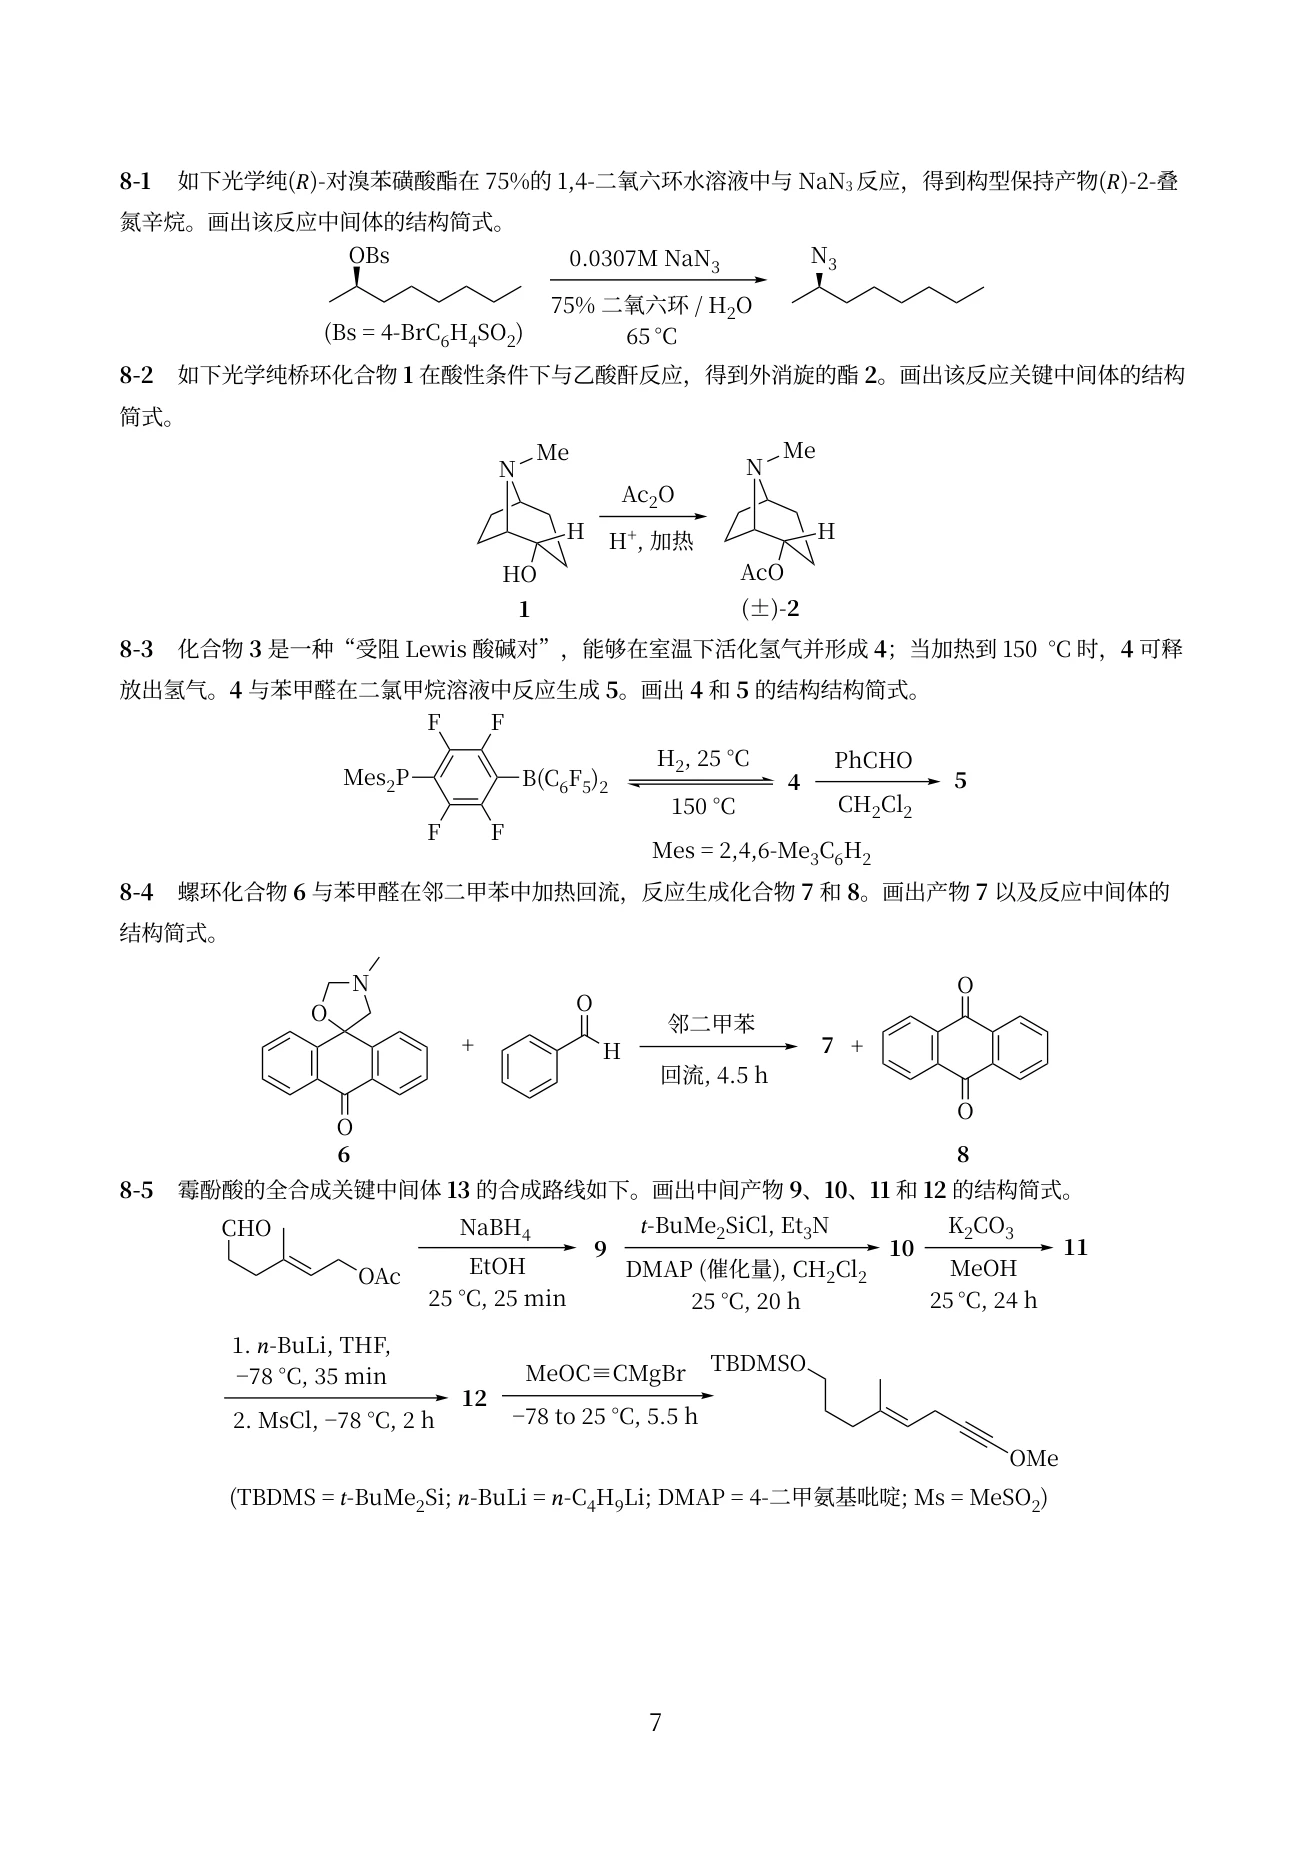 8-1 如下光学纯(R)-对溴苯磺酸酯在 75%的 1,4-二氧六环水溶液中与 NaN₃反应，得到构型保持产物(R)-2-叠
氮辛烷。画出该反应中间体的结构简式。
OBs
0.0307M NaN₃
N₃
75% 二氧六环 / H₂O
(Bs = 4-BrC₆H₄SO₂)
65 °C
8-2 如下光学纯桥环化合物 1 在酸性条件下与乙酸酐反应，得到外消旋的酯 2。画出该反应关键中间体的结构
简式。
N Me
N Me
Ac₂O
H
H
H⁺, 加热
HO
AcO
1
(±)-2
8-3 化合物 3 是一种“受阻 Lewis 酸碱对”，能够在室温下活化氢气并形成 4；当加热到 150 °C 时，4 可释
放出氢气。4 与苯甲醛在二氯甲烷溶液中反应生成 5。画出 4 和 5 的结构结构简式。
F F
Mes₂P B(C₆F₅)₂
F F
H₂, 25 °C
150 °C
4
PhCHO
CH₂Cl₂
5
Mes = 2,4,6-Me₃C₆H₂
8-4 螺环化合物 6 与苯甲醛在邻二甲苯中加热回流，反应生成化合物 7 和 8。画出产物 7 以及反应中间体的
结构简式。
N
O
O
6
+
O
H
邻二甲苯
回流, 4.5 h
7 +
O
O
8
8-5 霉酚酸的全合成关键中间体 13 的合成路线如下。画出中间产物 9、10、11 和 12 的结构简式。
CHO
OAc
NaBH₄
EtOH
25 °C, 25 min
9
t-BuMe₂SiCl, Et₃N
DMAP (催化量), CH₂Cl₂
25 °C, 20 h
10
K₂CO₃
MeOH
25 °C, 24 h
11
1. n-BuLi, THF,
−78 °C, 35 min
2. MsCl, −78 °C, 2 h
12
MeOC≡CMgBr
−78 to 25 °C, 5.5 h
TBDMSO
OMe
(TBDMS = t-BuMe₂Si; n-BuLi = n-C₄H₉Li; DMAP = 4-二甲氨基吡啶; Ms = MeSO₂)
7